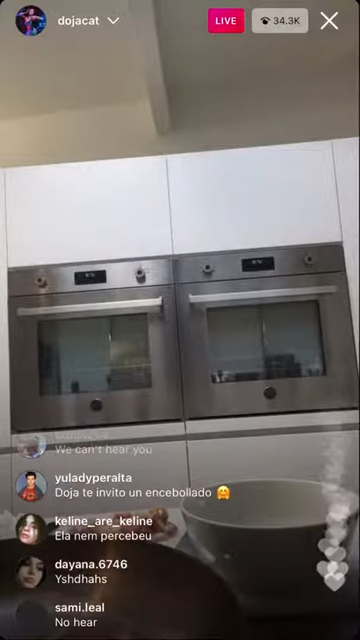 dojacat
LIVE
34.3K
We can't hear you
yuladyperalta
Doja te invito un encebollado 🤗
keline_are_keline
Ela nem percebeu
dayana.6746
Yshdhahs
sami.leal
No hear